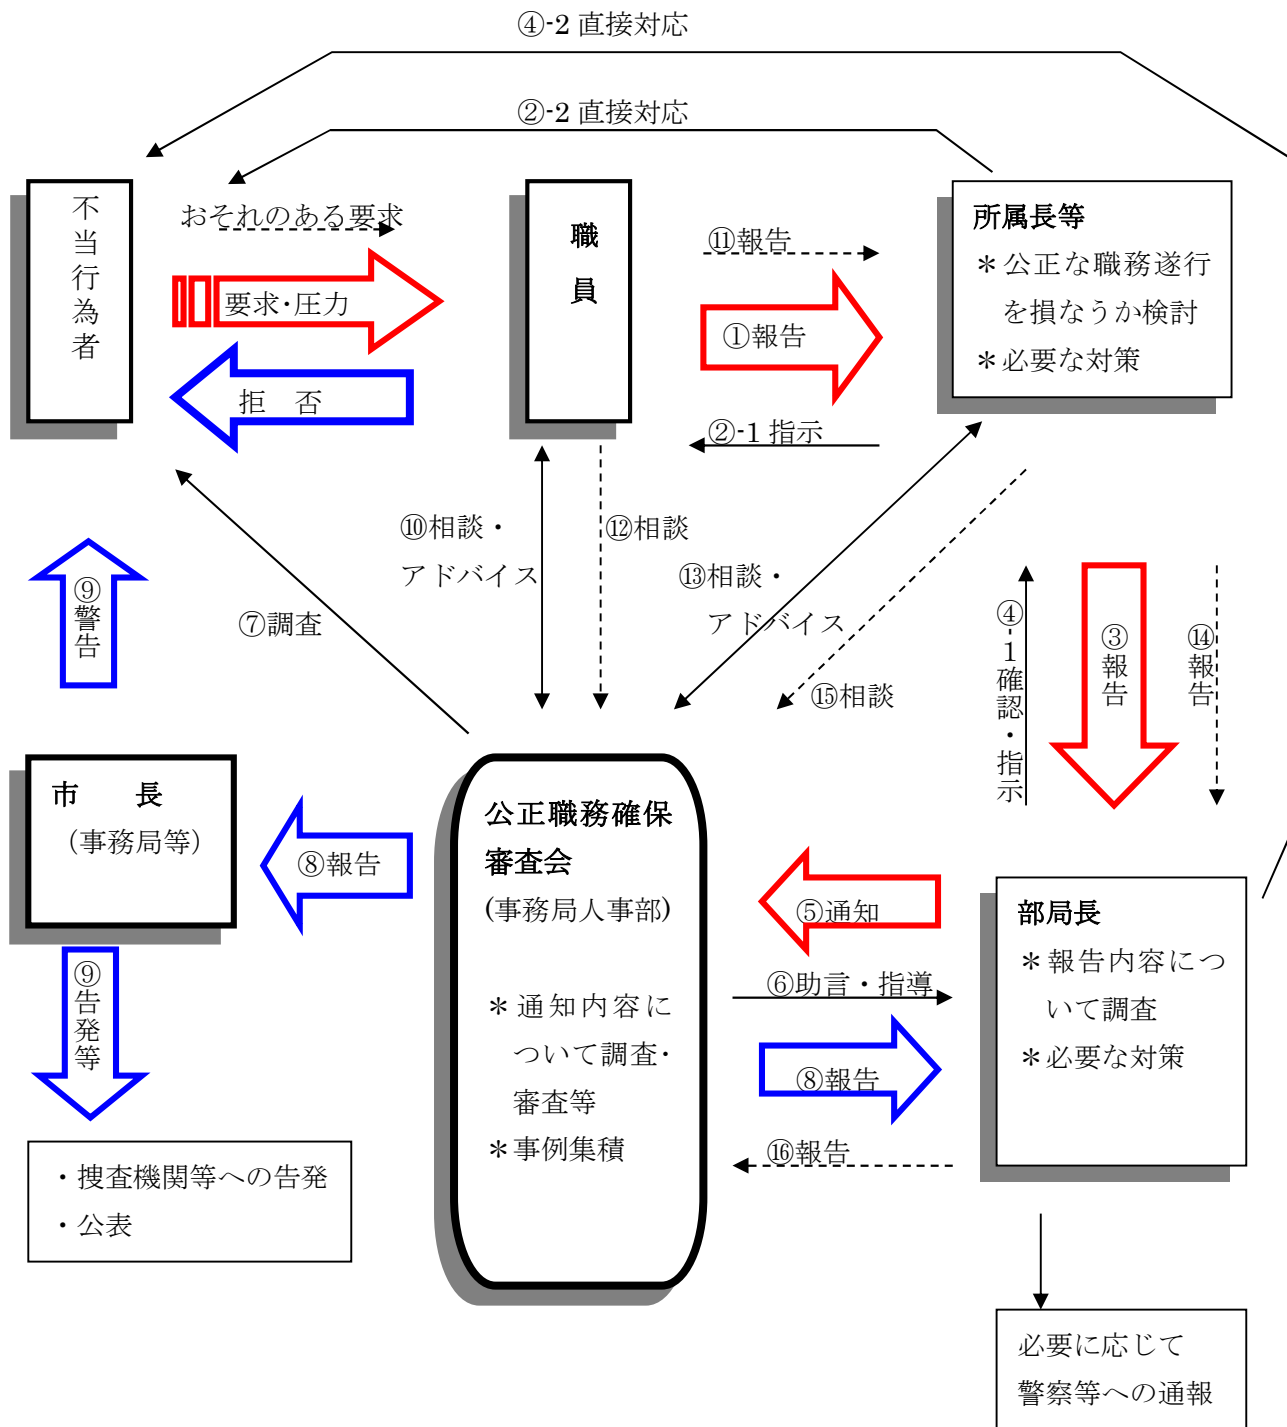 ④-2 直接対応
②-2 直接対応
不当行為者
おそれのある要求
要求・圧力
拒　否
職員
⑪報告
①報告
②-1 指示
所属長等
＊公正な職務遂行
を損なうか検討
＊必要な対策
⑩相談・
アドバイス
⑫相談
⑬相談・
アドバイス
⑮相談
⑦調査
⑨警告
④-1確認・指示
③報告
⑭報告
市　　長
（事務局等）
⑧報告
公正職務確保
審査会
(事務局人事部)
＊通知内容に
ついて調査・
審査等
＊事例集積
⑤通知
⑥助言・指導
⑧報告
⑯報告
部局長
＊報告内容につ
いて調査
＊必要な対策
⑨告発等
・捜査機関等への告発
・公表
必要に応じて
警察等への通報